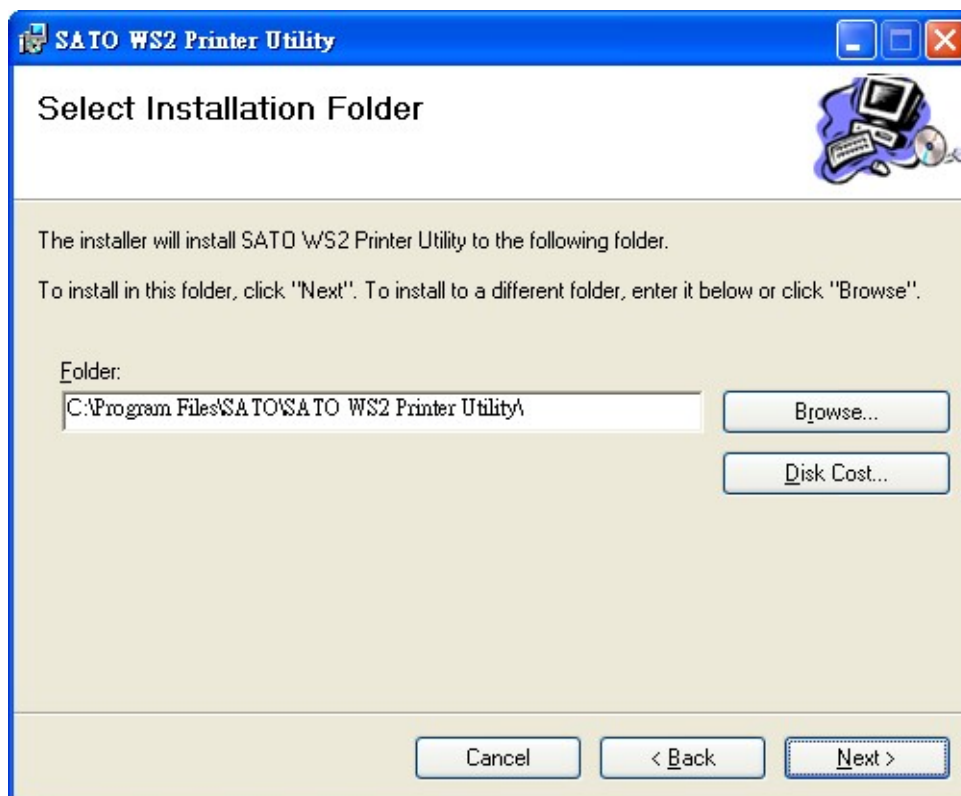 SATO WS2 Printer Utility
Select Installation Folder
The installer will install SATO WS2 Printer Utility to the following folder.
To install in this folder, click "Next". To install to a different folder, enter it below or click "Browse".
Folder:
C:\Program Files\SATO\SATO WS2 Printer Utility\
Browse...
Disk Cost...
Cancel
< Back
Next >